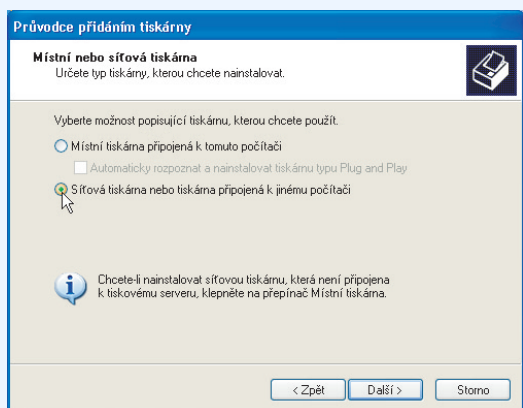 Průvodce přidáním tiskárny
Místní nebo síťová tiskárna
Určete typ tiskárny, kterou chcete nainstalovat.
Vyberte možnost popisující tiskárnu, kterou chcete použít.
Místní tiskárna připojená k tomuto počítači
Automaticky rozpoznat a nainstalovat tiskárnu typu Plug and Play
Síťová tiskárna nebo tiskárna připojená k jinému počítači
Chcete-li nainstalovat síťovou tiskárnu, která není připojena
k tiskovému serveru, klepněte na přepínač Místní tiskárna.
< Zpět Další > Storno